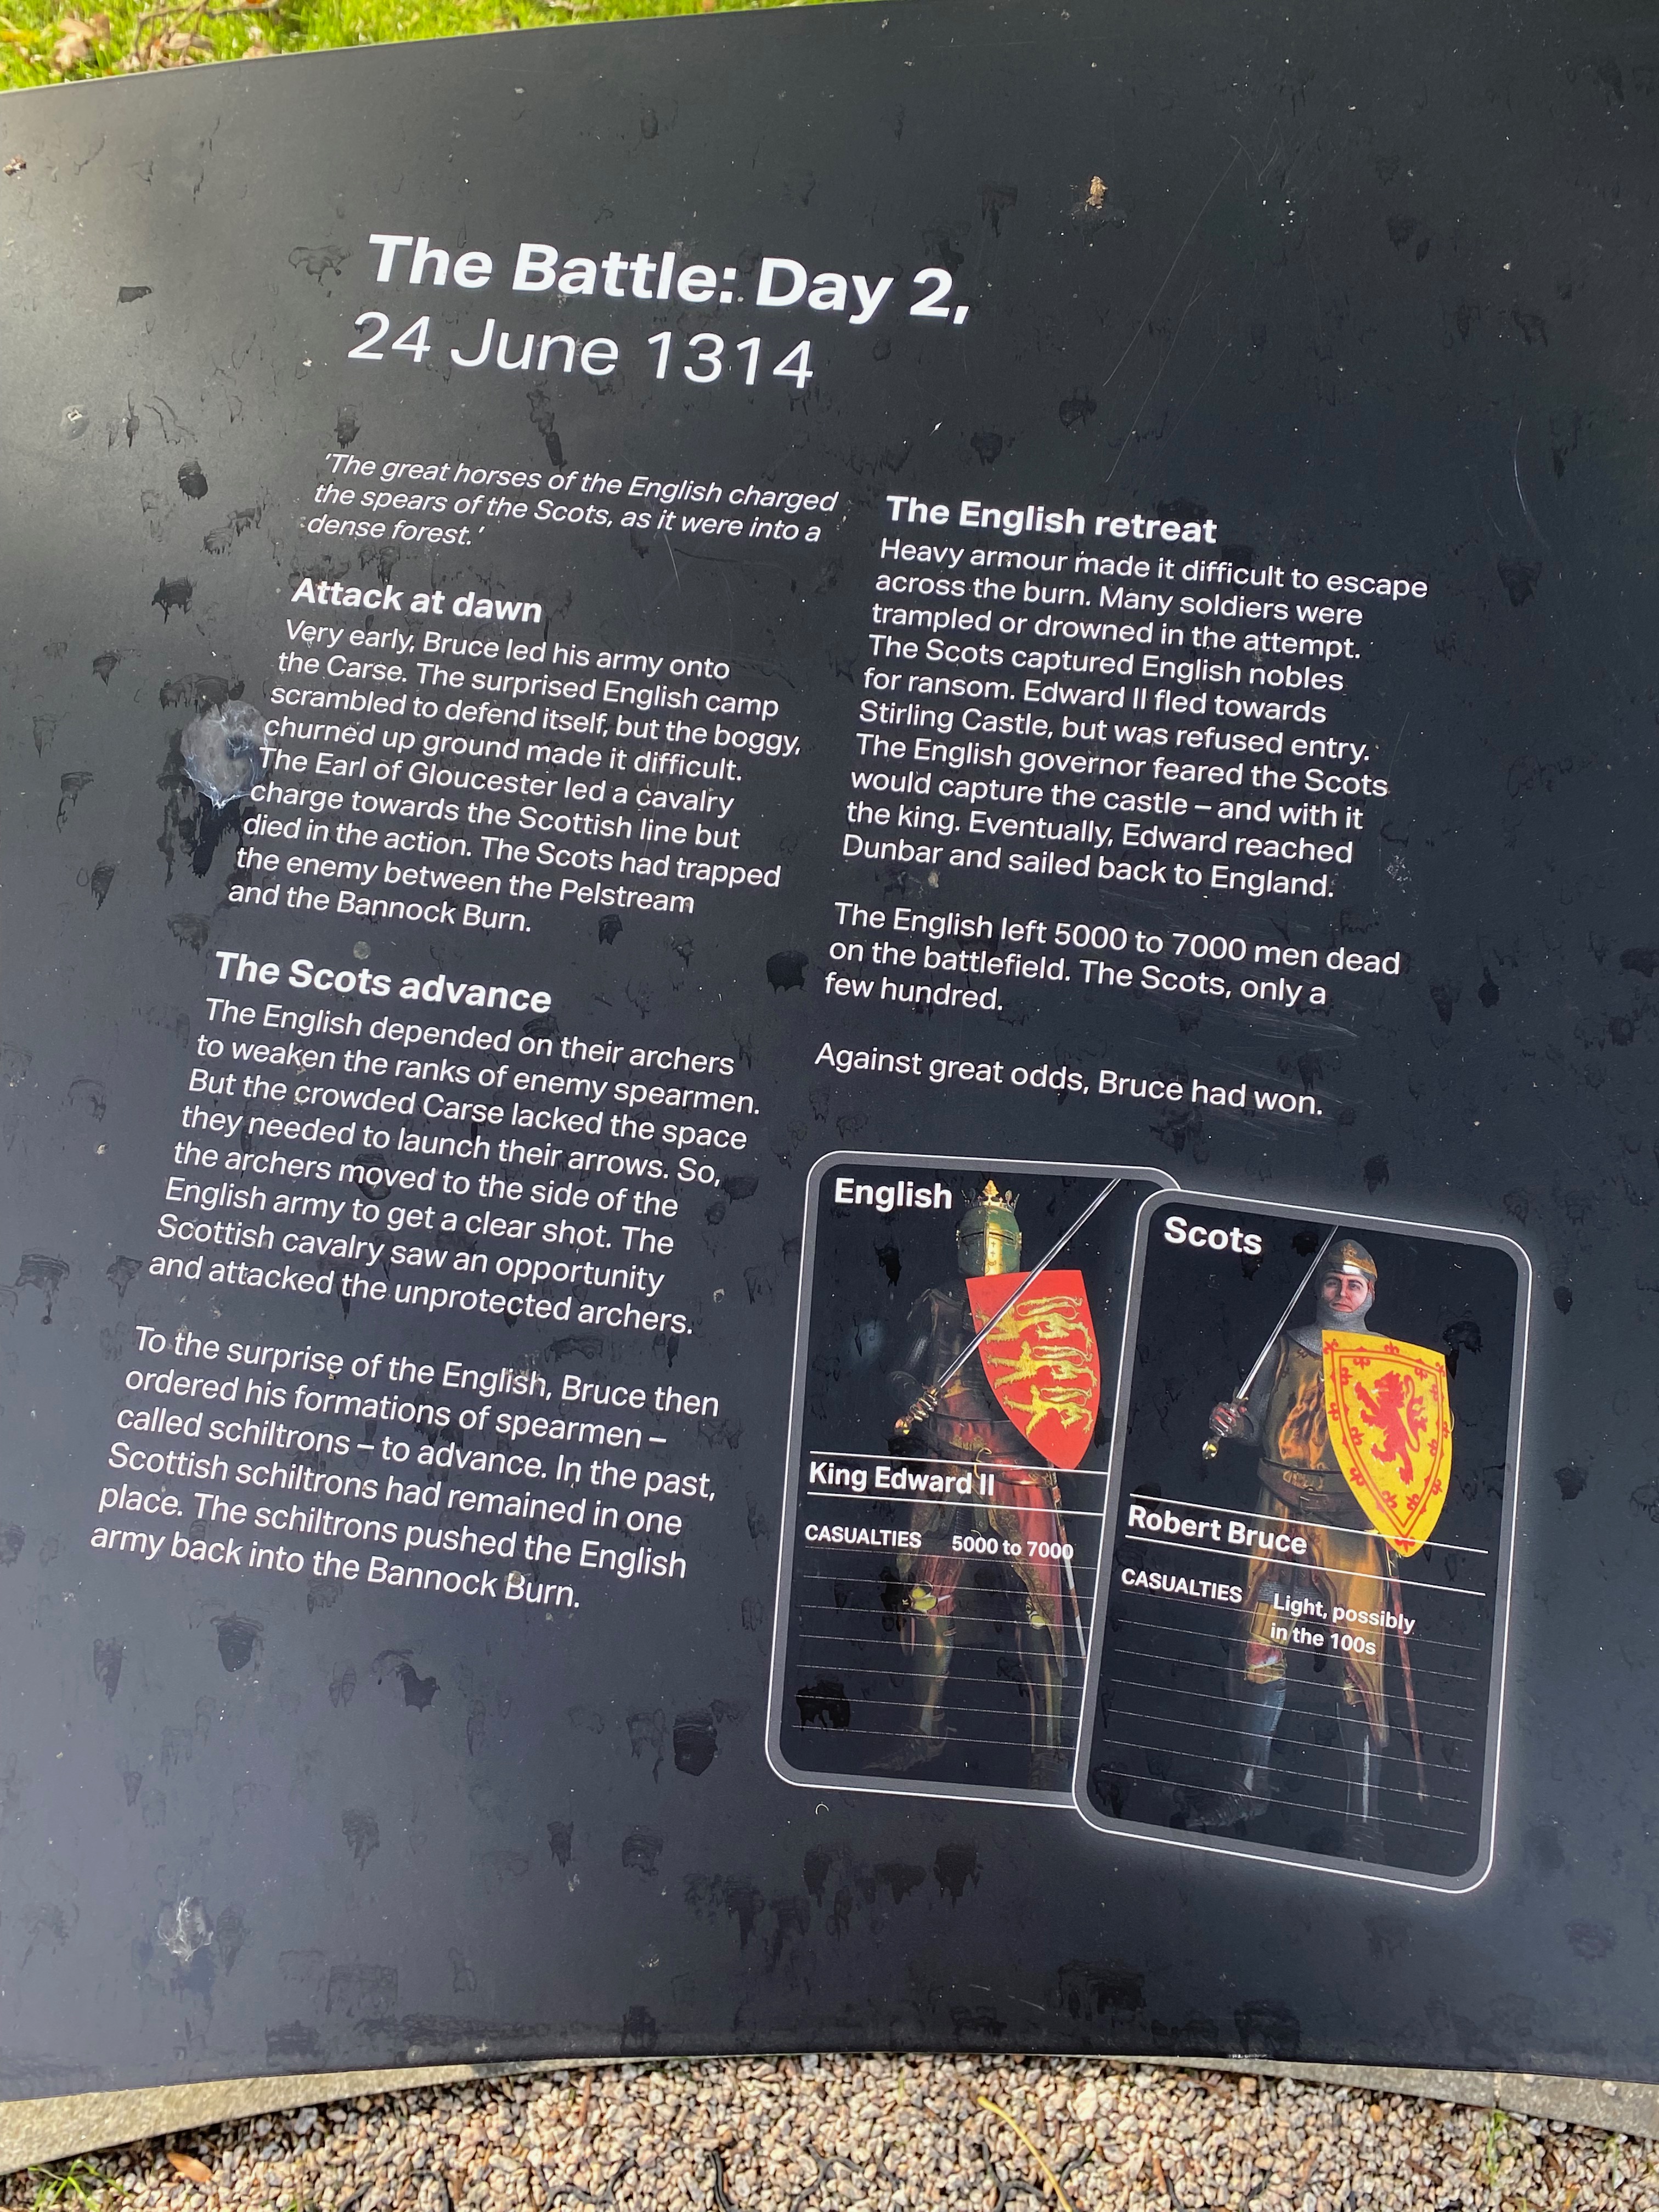 The Battle: Day 2,
24 June 1314
'The great horses of the English charged
the spears of the Scots, as it were into a
dense forest.'
Attack at dawn
Very early, Bruce led his army onto
the Carse. The surprised English camp
scrambled to defend itself, but the boggy,
churned up ground made it difficult.
The Earl of Gloucester led a cavalry
charge towards the Scottish line but
died in the action. The Scots had trapped
the enemy between the Pelstream
and the Bannock Burn.
The Scots advance
The English depended on their archers
to weaken the ranks of enemy spearmen.
But the crowded Carse lacked the space
they needed to launch their arrows. So,
the archers moved to the side of the
English army to get a clear shot. The
Scottish cavalry saw an opportunity
and attacked the unprotected archers.
To the surprise of the English, Bruce then
ordered his formations of spearmen –
called schiltrons – to advance. In the past,
Scottish schiltrons had remained in one
place. The schiltrons pushed the English
army back into the Bannock Burn.
The English retreat
Heavy armour made it difficult to escape
across the burn. Many soldiers were
trampled or drowned in the attempt.
The Scots captured English nobles
for ransom. Edward II fled towards
Stirling Castle, but was refused entry.
The English governor feared the Scots
would capture the castle – and with it
the king. Eventually, Edward reached
Dunbar and sailed back to England.
The English left 5000 to 7000 men dead
on the battlefield. The Scots, only a
few hundred.
Against great odds, Bruce had won.
English
King Edward II
CASUALTIES 5000 to 7000
Scots
Robert Bruce
CASUALTIES Light, possibly
in the 100s